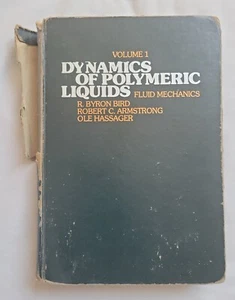 VOLUME 1
DYNAMICS
OF POLYMERIC
LIQUIDS FLUID MECHANICS
R. BYRON BIRD
ROBERT C. ARMSTRONG
OLE HASSAGER